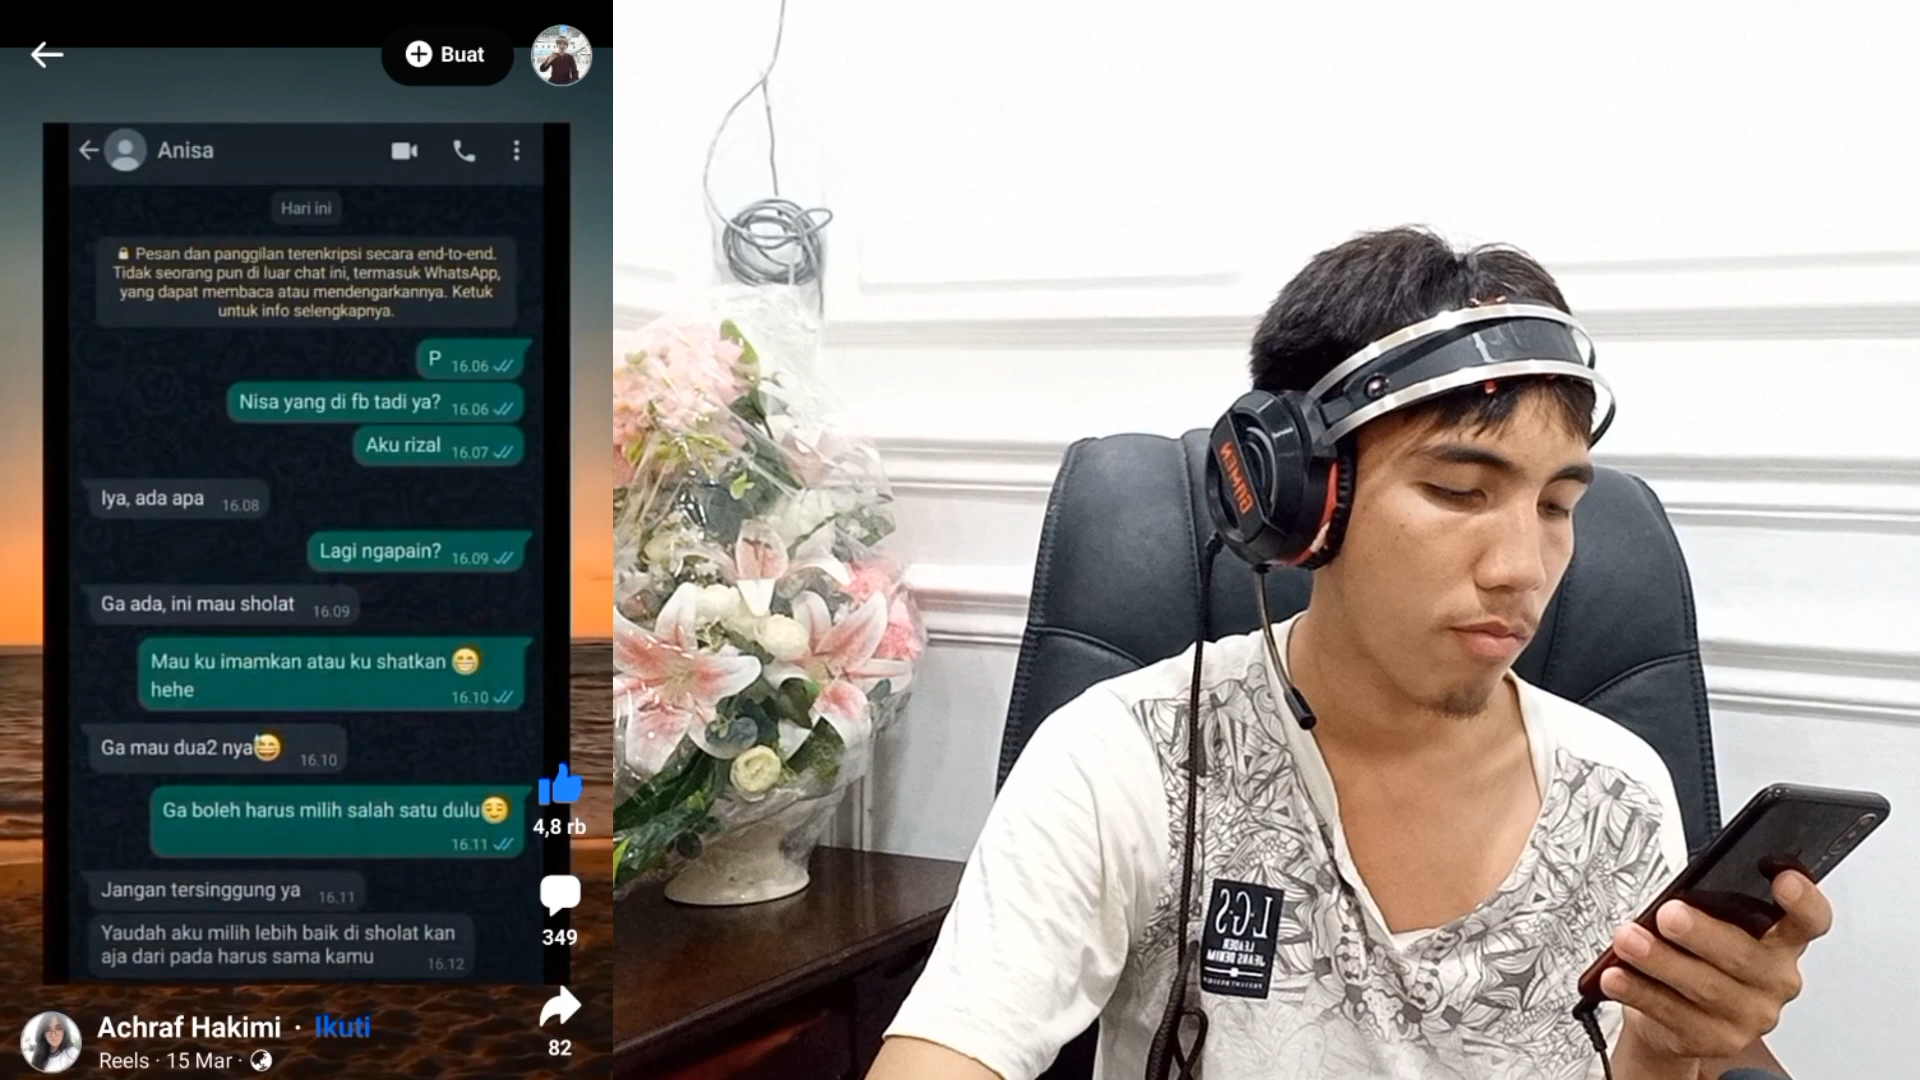 Buat
Anisa
Hari ini
Pesan dan panggilan terenkripsi secara end-to-end.
Tidak seorang pun di luar chat ini, termasuk WhatsApp,
yang dapat membaca atau mendengarkannya. Ketuk
untuk info selengkapnya.
P 16.06
Nisa yang di fb tadi ya? 16.06
Aku rizal 16.07
Iya, ada apa 16.08
Lagi ngapain? 16.09
Ga ada, ini mau sholat 16.09
Mau ku imamkan atau ku shatkan 😁
hehe 16.10
Ga mau dua2 nya😅 16.10
Ga boleh harus milih salah satu dulu😌
16.11
Jangan tersinggung ya 16.11
Yaudah aku milih lebih baik di sholat kan
aja dari pada harus sama kamu 16.12
4,8 rb
349
82
Achraf Hakimi · Ikuti
Reels · 15 Mar ·
L.G.S
LEADER
JEANS DENIM